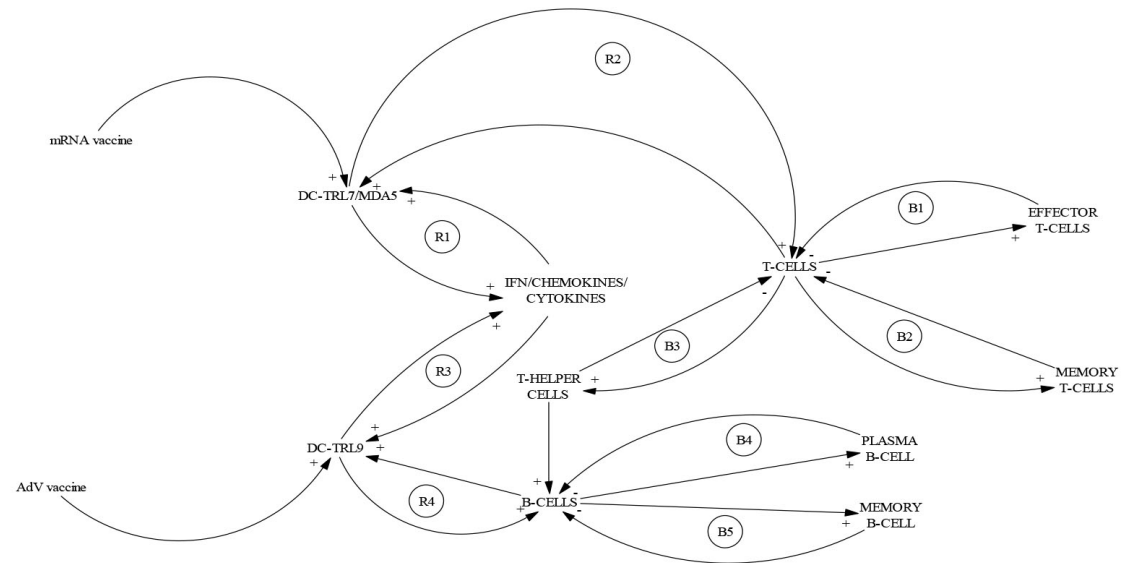 R2
mRNA vaccine
+
+
DC-TRL7/MDA5
+
R1
B1
EFFECTOR
T-CELLS
+
+
-
T-CELLS
-
-
+
IFN/CHEMOKINES/
CYTOKINES
+
B2
B3
R3
T-HELPER
CELLS
+
+
MEMORY
T-CELLS
+
+
DC-TRL9
+
B4
PLASMA
B-CELL
+
AdV vaccine
R4
+
-
B-CELLS
+
-
MEMORY
B-CELL
+
B5